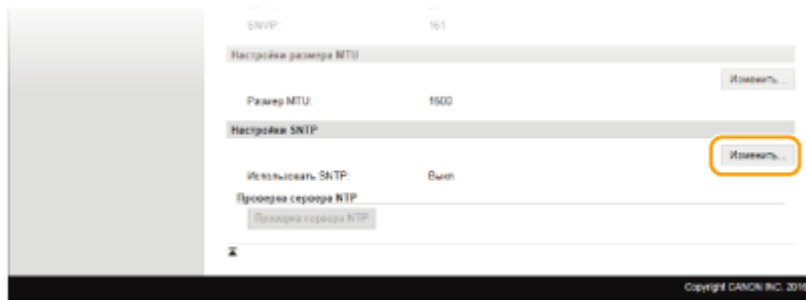 SNMP: 161
Настройки размера MTU
Изменить...
Размер MTU: 1500
Настройки SNTP
Изменить...
Использовать SNTP: Выкл.
Проверка сервера NTP
Проверка сервера NTP
Copyright CANON INC. 2016